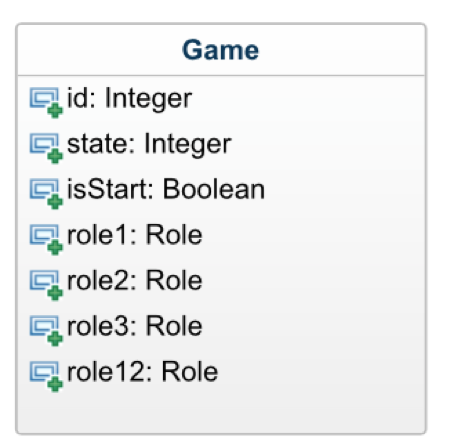 Game
id: Integer
state: Integer
isStart: Boolean
role1: Role
role2: Role
role3: Role
role12: Role